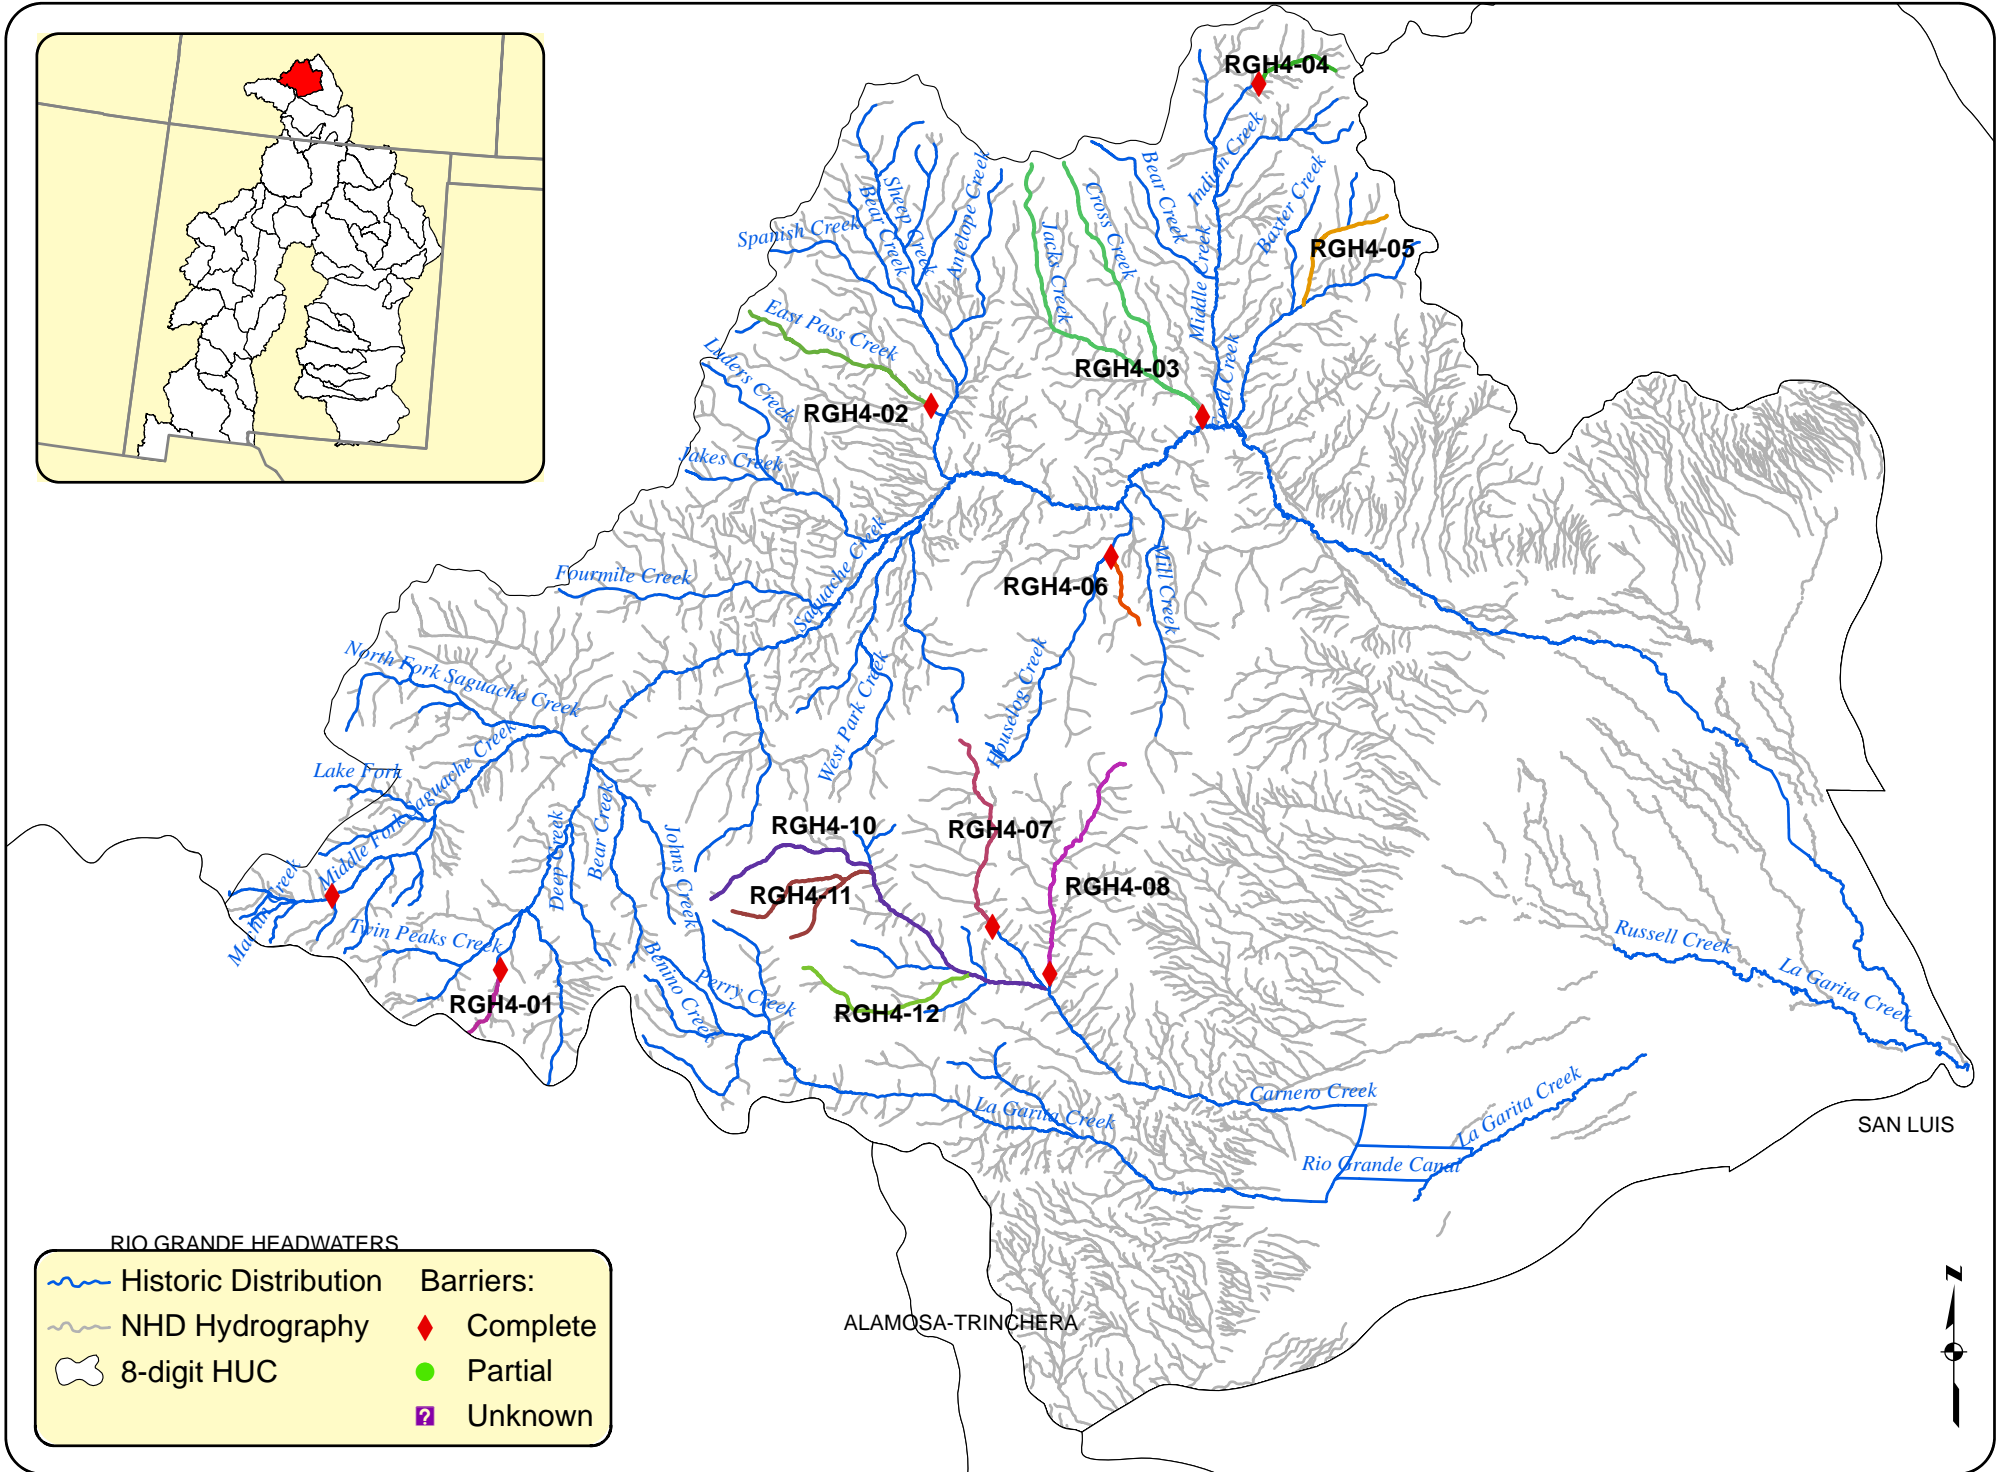 RGH4-04
Indian Creek
Bear Creek
Baxter Creek
Sheep Creek
Bear Creek
Antelope Creek
Cross Creek
Jacks Creek
Spanish Creek
Middle Creek
RGH4-05
East Pass Creek
Luders Creek
Ford Creek
RGH4-03
RGH4-02
Jakes Creek
Saguache Creek
Fourmile Creek
RGH4-06
Mill Creek
North Fork Saguache Creek
West Park Creek
Houselog Creek
Lake Fork
Middle Fork Saguache Creek
Deep Creek
Bear Creek
Johns Creek
RGH4-10
RGH4-07
RGH4-11
RGH4-08
Machin Creek
Twin Peaks Creek
Benino Creek
Perry Creek
RGH4-01
RGH4-12
Russell Creek
La Garita Creek
Carnero Creek
La Garita Creek
La Garita Creek
Rio Grande Canal
SAN LUIS
RIO GRANDE HEADWATERS
ALAMOSA-TRINCHERA
Historic Distribution
NHD Hydrography
8-digit HUC
Barriers:
Complete
Partial
?
Unknown
N